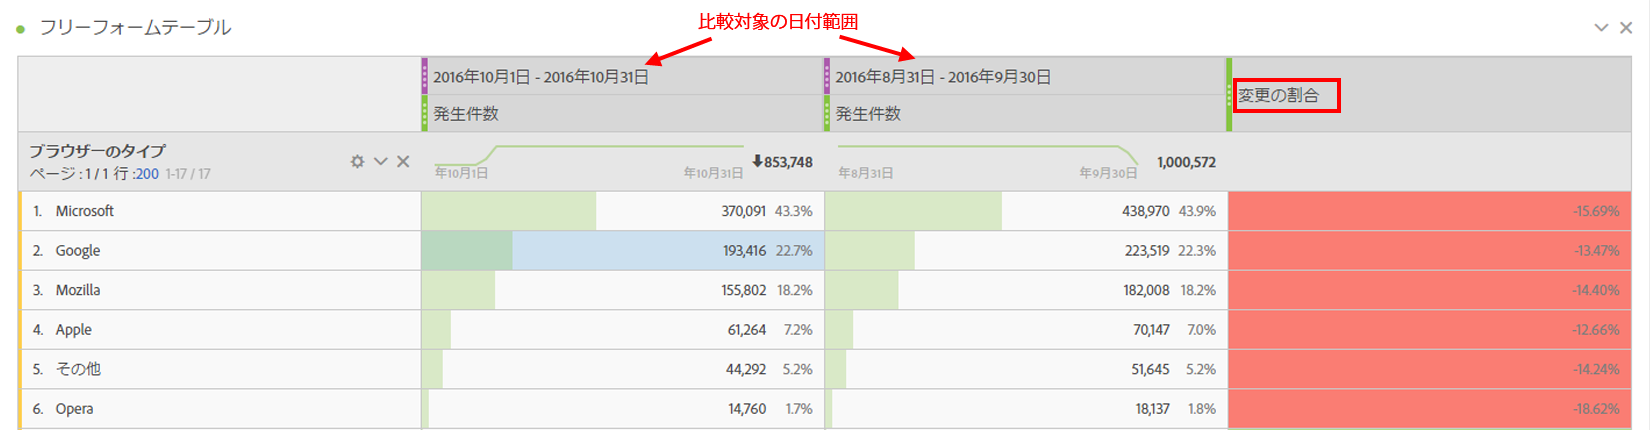 比較対象の日付範囲
フリーフォームテーブル
2016年10月1日 - 2016年10月31日
2016年8月31日 - 2016年9月30日
変更の割合
発生件数
発生件数
ブラウザーのタイプ
ページ : 1 / 1 行 :200 1-17 / 17
年10月1日 年10月31日 853,748
年8月31日 年9月30日 1,000,572
1. Microsoft 370,091 43.3% 438,970 43.9% -15.69%
2. Google 193,416 22.7% 223,519 22.3% -13.47%
3. Mozilla 155,802 18.2% 182,008 18.2% -14.40%
4. Apple 61,264 7.2% 70,147 7.0% -12.66%
5. その他 44,292 5.2% 51,645 5.2% -14.24%
6. Opera 14,760 1.7% 18,137 1.8% -18.62%